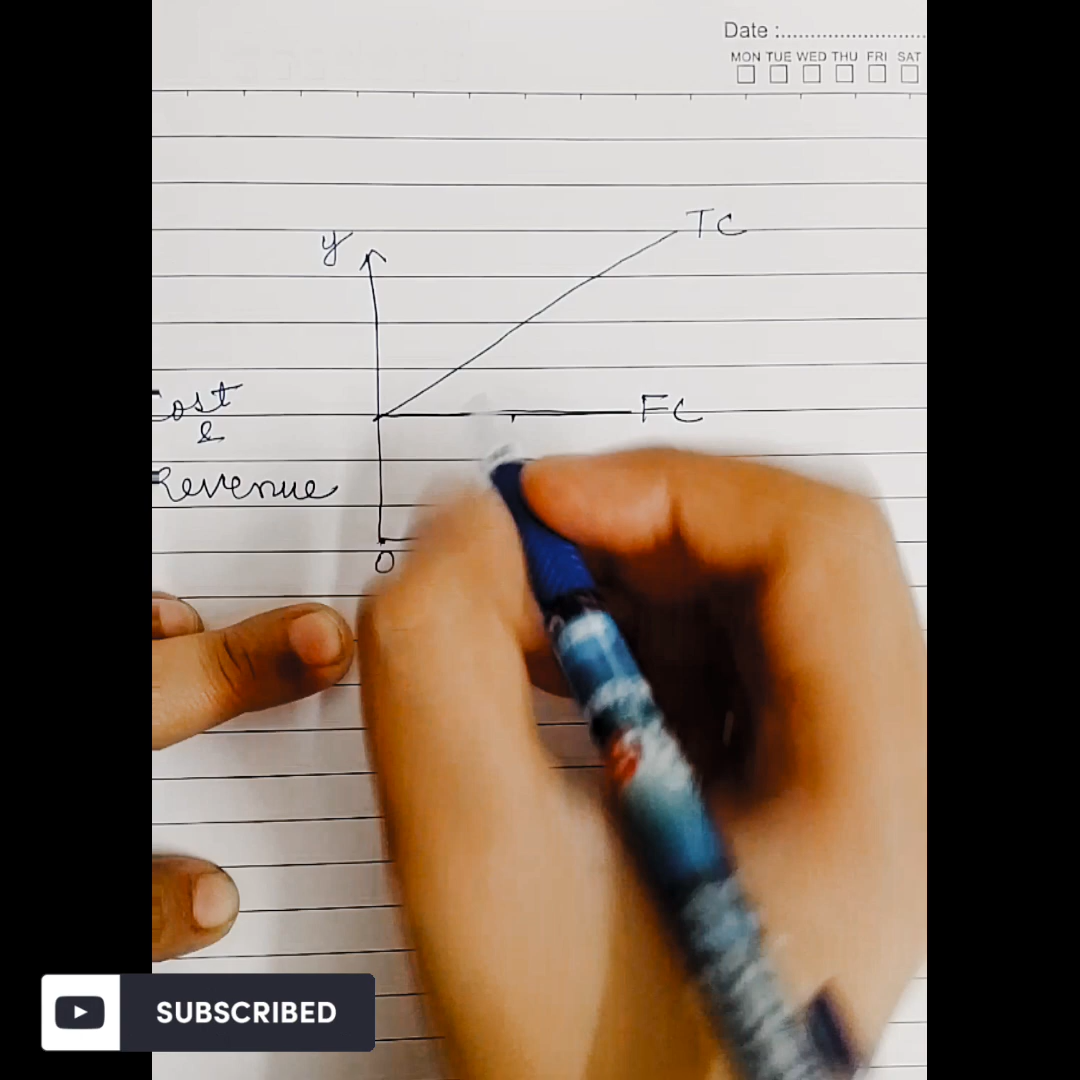 Date :..........................
MON TUE WED THU FRI SAT
y
TC
Cost
&
Revenue
FC
O
SUBSCRIBED